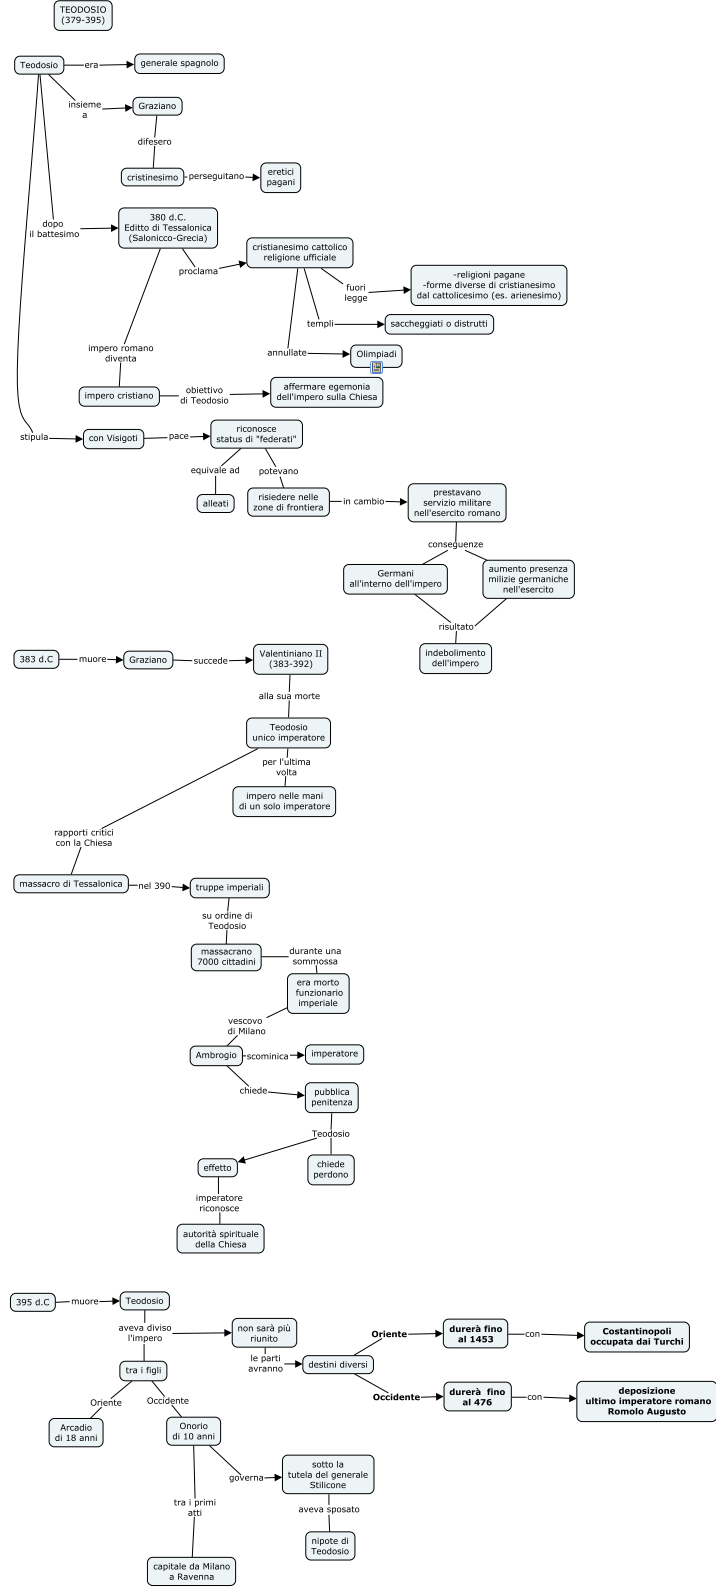 TEODOSIO
(379-395)
Teodosio
era
generale spagnolo
insieme
a
Graziano
difesero
cristinesimo
perseguitano
eretici
pagani
dopo
il battesimo
380 d.C.
Editto di Tessalonica
(Salonicco-Grecia)
proclama
cristianesimo cattolico
religione ufficiale
fuori
legge
-religioni pagane
-forme diverse di cristianesimo
dal cattolicesimo (es. arienesimo)
templi
saccheggiati o distrutti
annullate
Olimpiadi
impero romano
diventa
impero cristiano
obiettivo
di Teodosio
affermare egemonia
dell'impero sulla Chiesa
stipula
con Visigoti
pace
riconosce
status di "federati"
equivale ad
alleati
potevano
risiedere nelle
zone di frontiera
in cambio
prestavano
servizio militare
nell'esercito romano
conseguenze
Germani
all'interno dell'impero
aumento presenza
milizie germaniche
nell'esercito
risultato
indebolimento
dell'impero
383 d.C
muore
Graziano
succede
Valentiniano II
(383-392)
alla sua morte
Teodosio
unico imperatore
per l'ultima
volta
impero nelle mani
di un solo imperatore
rapporti critici
con la Chiesa
massacro di Tessalonica
nel 390
truppe imperiali
su ordine di
Teodosio
massacrano
7000 cittadini
durante una
sommossa
era morto
funzionario
imperiale
vescovo
di Milano
Ambrogio
scominica
imperatore
chiede
pubblica
penitenza
Teodosio
effetto
chiede
perdono
imperatore
riconosce
autorità spirituale
della Chiesa
395 d.C
muore
Teodosio
aveva diviso
l'impero
non sarà più
riunito
le parti
avranno
destini diversi
Oriente
durerà fino
al 1453
con
Costantinopoli
occupata dai Turchi
Occidente
durerà fino
al 476
con
deposizione
ultimo imperatore romano
Romolo Augusto
tra i figli
Oriente
Arcadio
di 18 anni
Occidente
Onorio
di 10 anni
governa
sotto la
tutela del generale
Stilicone
aveva sposato
nipote di
Teodosio
tra i primi
atti
capitale da Milano
a Ravenna